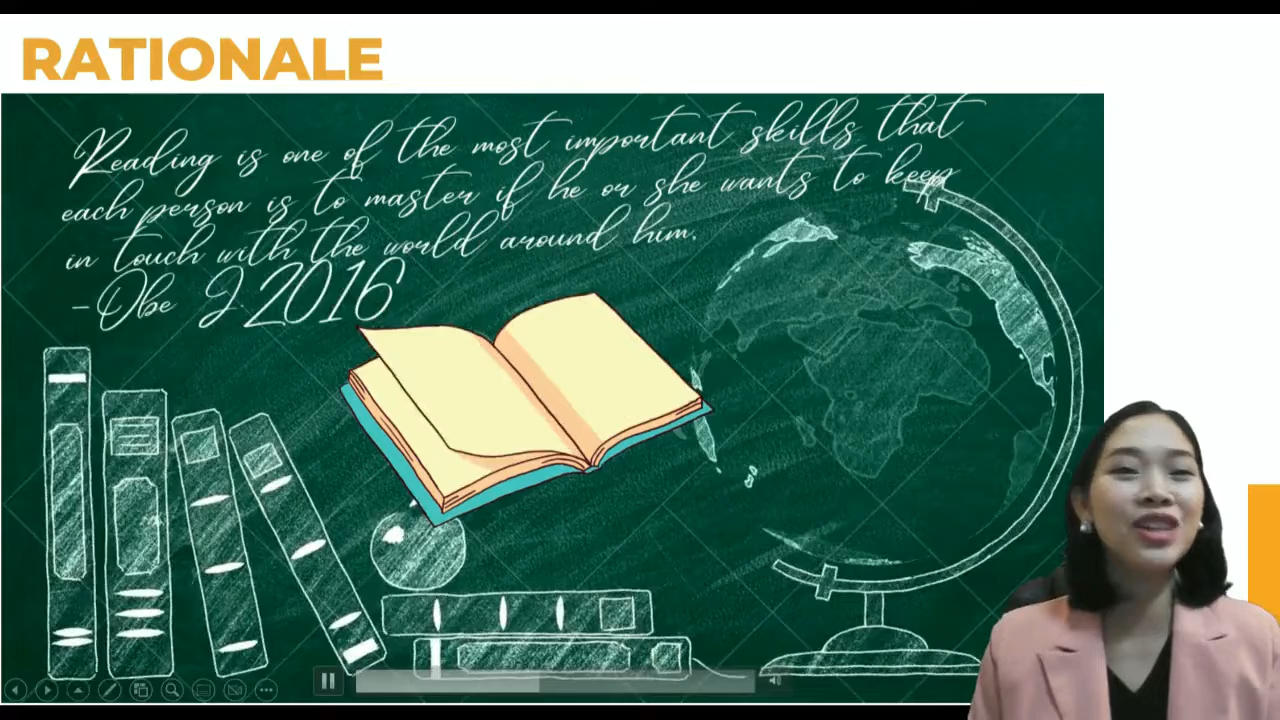 RATIONALE
Reading is one of the most important skills that
each person is to master if he or she wants to keep
in touch with the world around him.
-Obe J. 2016